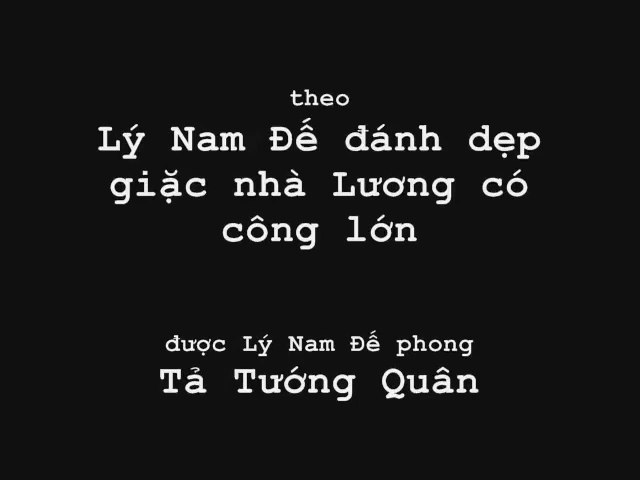 theo
Lý Nam Đế đánh dẹp
giặc nhà Lương có
công lớn
được Lý Nam Đế phong
Tả Tướng Quân